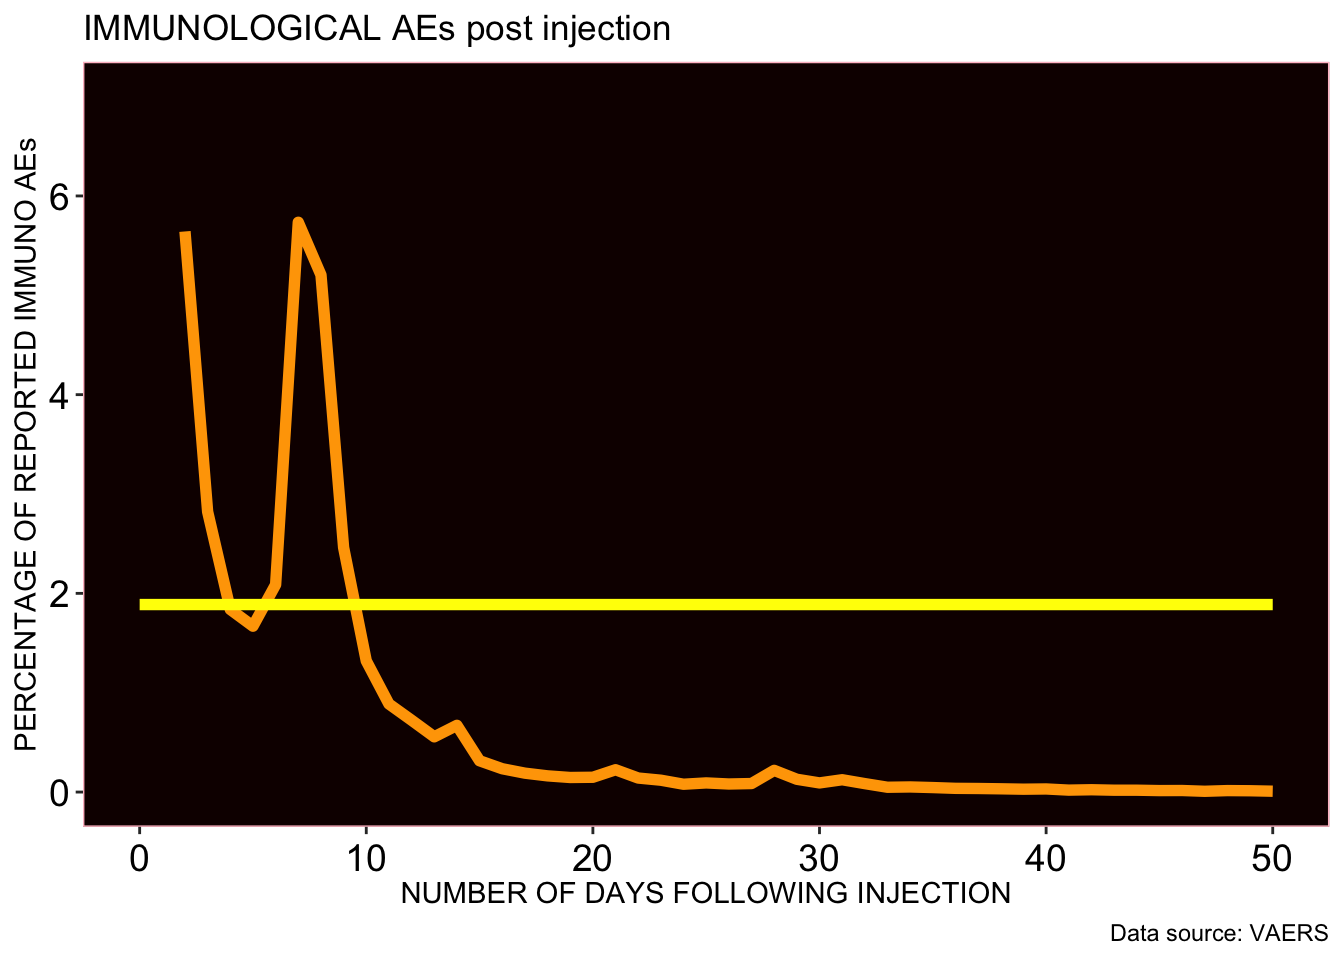 IMMUNOLOGICAL AEs post injection
PERCENTAGE OF REPORTED IMMUNO AEs
6
4
2
0
0 10 20 30 40 50
NUMBER OF DAYS FOLLOWING INJECTION
Data source: VAERS